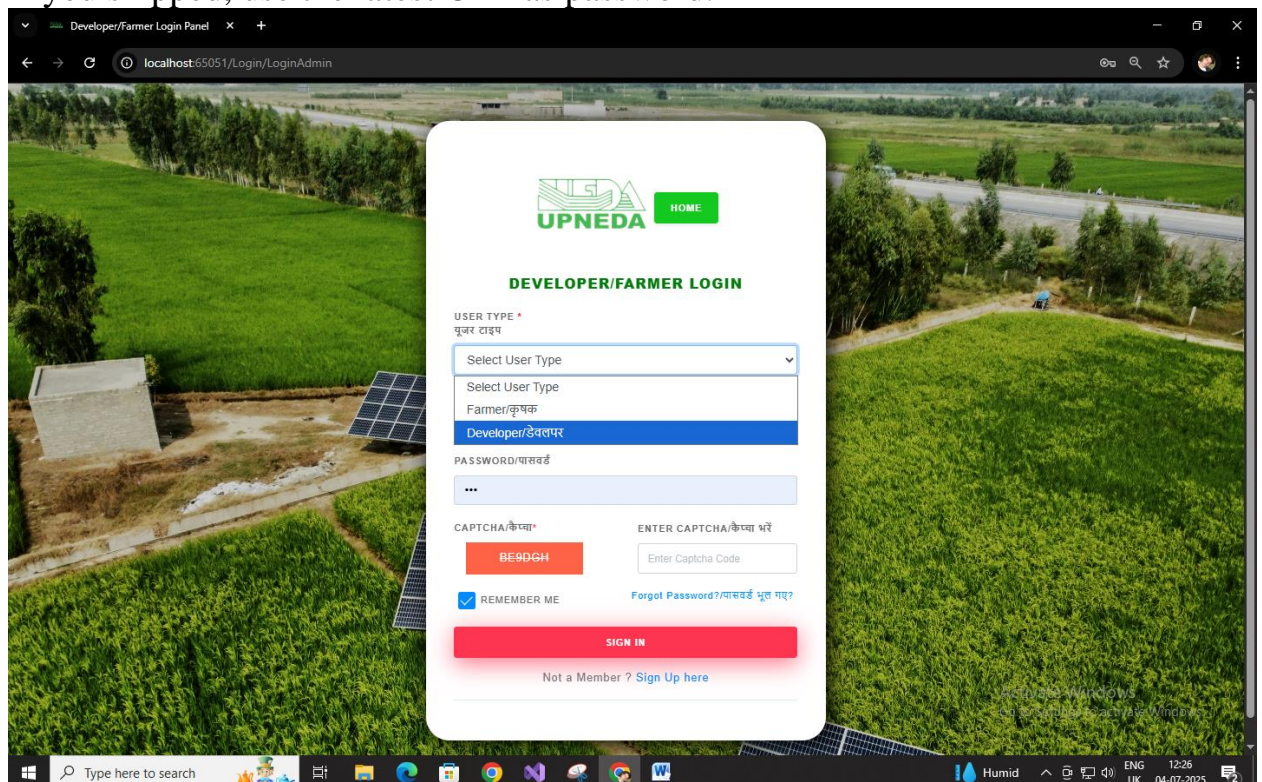 Developer/Farmer Login Panel
localhost:65051/Login/LoginAdmin
UPNEDA
HOME
DEVELOPER/FARMER LOGIN
USER TYPE *
यूजर टाइप
Select User Type
Select User Type
Farmer/कृषक
Developer/डेवलपर
PASSWORD/पासवर्ड
CAPTCHA/कैप्चा*
ENTER CAPTCHA/कैप्चा भरें
BE9DGH
Enter Captcha Code
REMEMBER ME
Forgot Password?/पासवर्ड भूल गए?
SIGN IN
Not a Member ? Sign Up here
Activate Windows
Type here to search
Humid
ENG
UK
12:26
04-07-2025